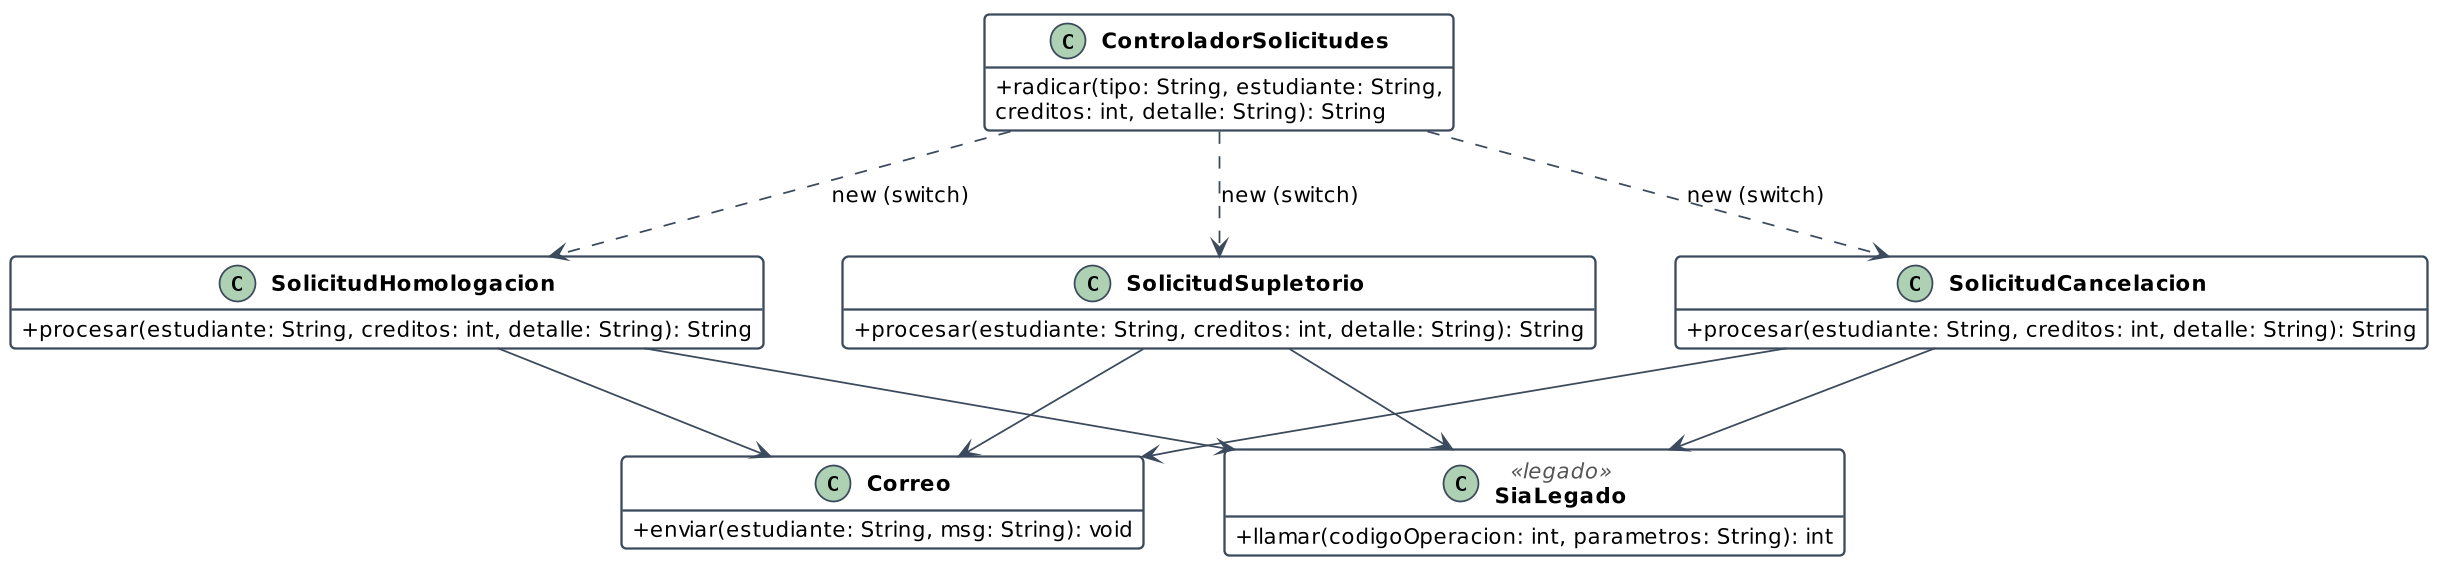 C ControladorSolicitudes
+radicar(tipo: String, estudiante: String,
creditos: int, detalle: String): String
new (switch)
new (switch)
new (switch)
C SolicitudHomologacion
+procesar(estudiante: String, creditos: int, detalle: String): String
C SolicitudSupletorio
+procesar(estudiante: String, creditos: int, detalle: String): String
C SolicitudCancelacion
+procesar(estudiante: String, creditos: int, detalle: String): String
C Correo
+enviar(estudiante: String, msg: String): void
«legado»
C SiaLegado
+llamar(codigoOperacion: int, parametros: String): int